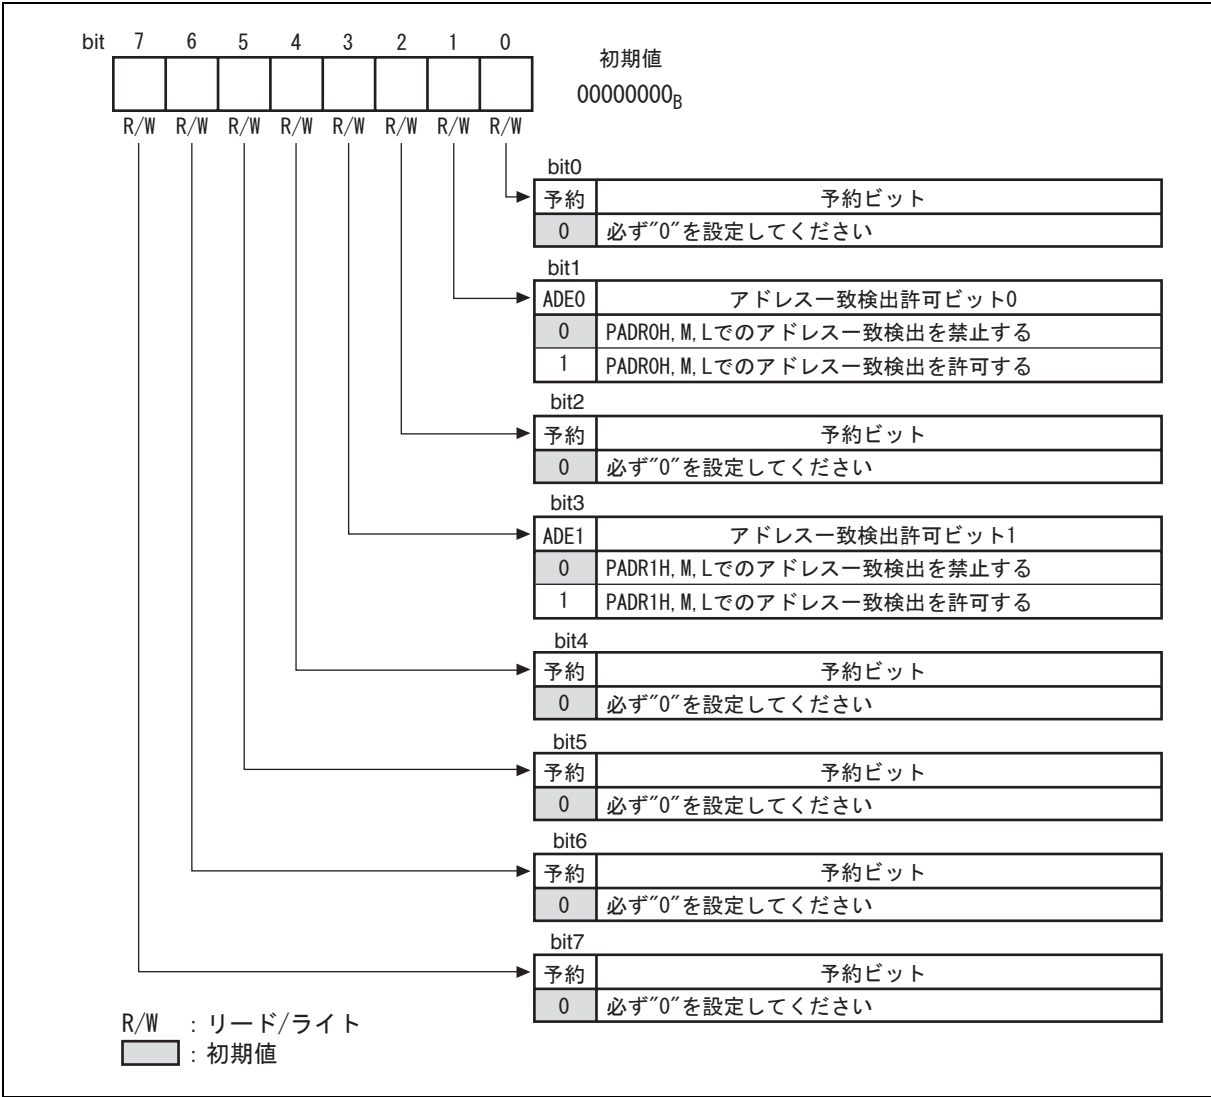 bit 7 6 5 4 3 2 1 0
初期値
00000000B
R/W R/W R/W R/W R/W R/W R/W R/W
bit0
予約 予約ビット
0 必ず"0"を設定してください
bit1
ADE0 アドレス一致検出許可ビット0
0 PADR0H,M,Lでのアドレス一致検出を禁止する
1 PADR0H,M,Lでのアドレス一致検出を許可する
bit2
予約 予約ビット
0 必ず"0"を設定してください
bit3
ADE1 アドレス一致検出許可ビット1
0 PADR1H,M,Lでのアドレス一致検出を禁止する
1 PADR1H,M,Lでのアドレス一致検出を許可する
bit4
予約 予約ビット
0 必ず"0"を設定してください
bit5
予約 予約ビット
0 必ず"0"を設定してください
bit6
予約 予約ビット
0 必ず"0"を設定してください
bit7
予約 予約ビット
0 必ず"0"を設定してください
R/W : リード/ライト
: 初期値